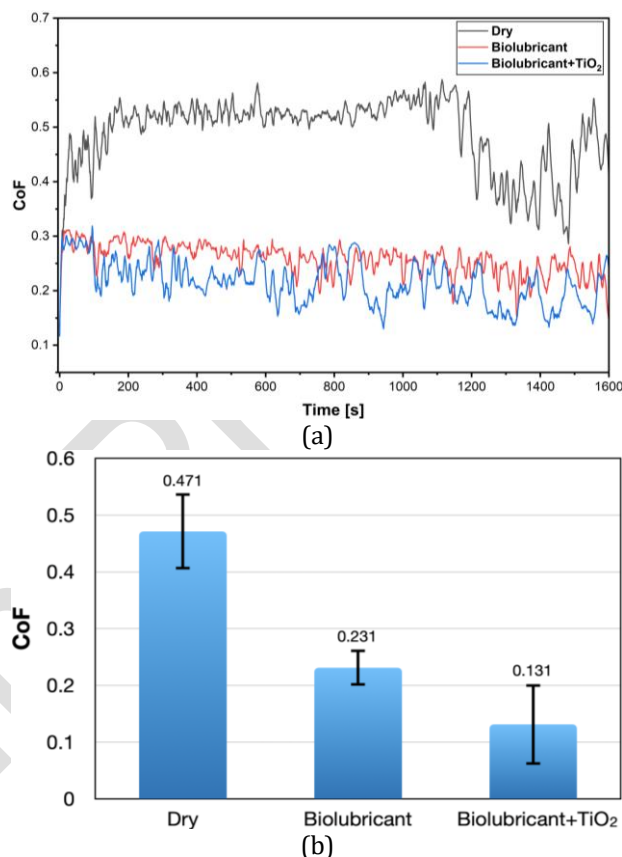 0.7
0.6
0.5
0.4
0.3
0.2
0.1
CoF
Dry
Biolubricant
Biolubricant+TiO₂
0 200 400 600 800 1000 1200 1400 1600
Time [s]
(a)
0.6
0.5
0.4
0.3
0.2
0.1
0
CoF
0.471
0.231
0.131
Dry Biolubricant Biolubricant+TiO₂
(b)